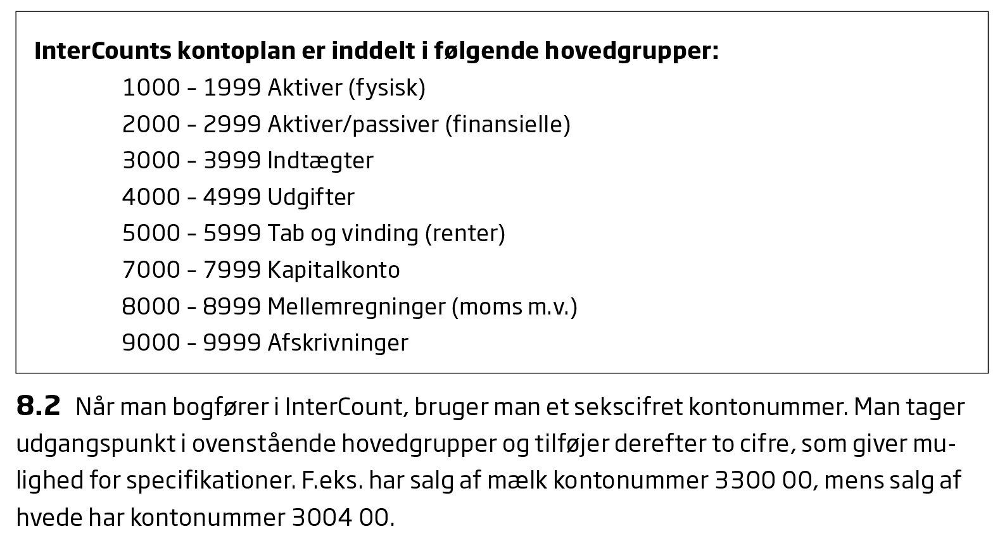 InterCounts kontoplan er inddelt i følgende hovedgrupper:
1000 – 1999 Aktiver (fysisk)
2000 – 2999 Aktiver/passiver (finansielle)
3000 – 3999 Indtægter
4000 – 4999 Udgifter
5000 – 5999 Tab og vinding (renter)
7000 – 7999 Kapitalkonto
8000 – 8999 Mellemregninger (moms m.v.)
9000 – 9999 Afskrivninger
8.2 Når man bogfører i InterCount, bruger man et sekscifret kontonummer. Man tager
udgangspunkt i ovenstående hovedgrupper og tilføjer derefter to cifre, som giver mu-
lighed for specifikationer. F.eks. har salg af mælk kontonummer 3300 00, mens salg af
hvede har kontonummer 3004 00.